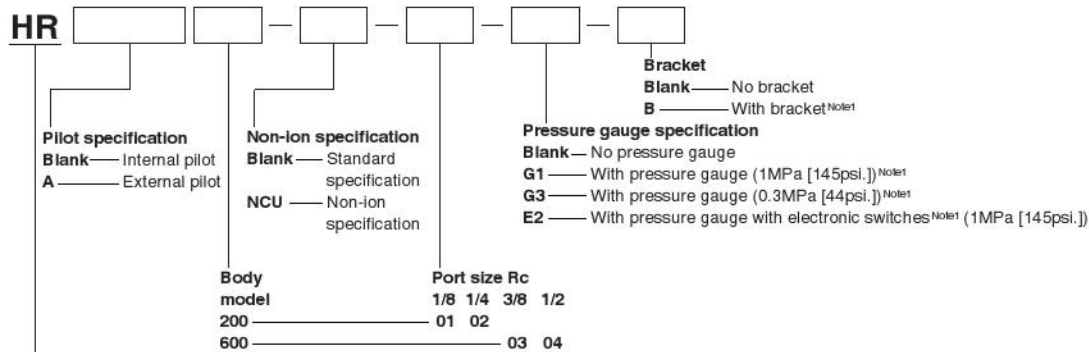 HR
Bracket
Blank — No bracket
B — With bracket Note1
Pilot specification
Blank — Internal pilot
A — External pilot
Non-ion specification
Blank — Standard
specification
NCU — Non-ion
specification
Pressure gauge specification
Blank — No pressure gauge
G1 — With pressure gauge (1MPa [145psi.]) Note1
G3 — With pressure gauge (0.3MPa [44psi.]) Note1
E2 — With pressure gauge with electronic switches Note1 (1MPa [145psi.])
Body
model
200
600
Port size Rc
1/8 1/4 3/8 1/2
01 02
03 04